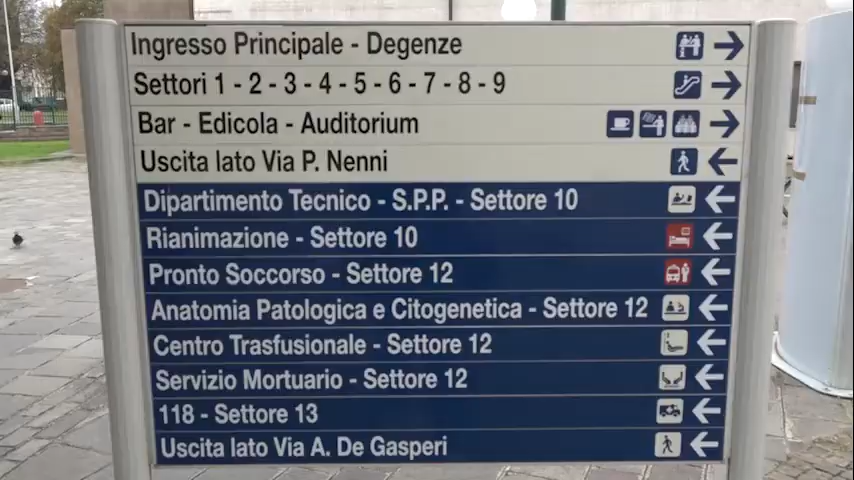 Ingresso Principale - Degenze
Settori 1 - 2 - 3 - 4 - 5 - 6 - 7 - 8 - 9
Bar - Edicola - Auditorium
Uscita lato Via P. Nenni
Dipartimento Tecnico - S.P.P. - Settore 10
Rianimazione - Settore 10
Pronto Soccorso - Settore 12
Anatomia Patologica e Citogenetica - Settore 12
Centro Trasfusionale - Settore 12
Servizio Mortuario - Settore 12
118 - Settore 13
Uscita lato Via A. De Gasperi